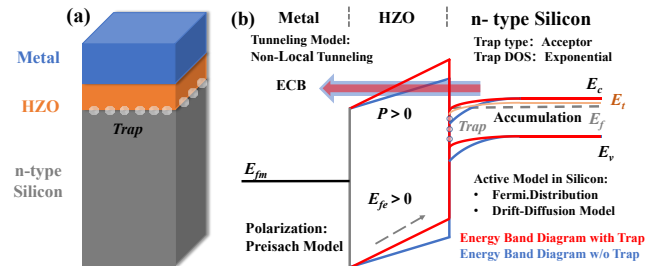 (a)
Metal
HZO
Trap
n-type
Silicon
(b)
Metal
HZO
n- type Silicon
Tunneling Model:
Non-Local Tunneling
Trap type: Acceptor
Trap DOS: Exponential
ECB
E_c
E_t
P > 0
Trap
Accumulation
E_f
E_v
E_fm
E_fe > 0
Active Model in Silicon:
• Fermi.Distribution
• Drift-Diffusion Model
Polarization:
Preisach Model
Energy Band Diagram with Trap
Energy Band Diagram w/o Trap